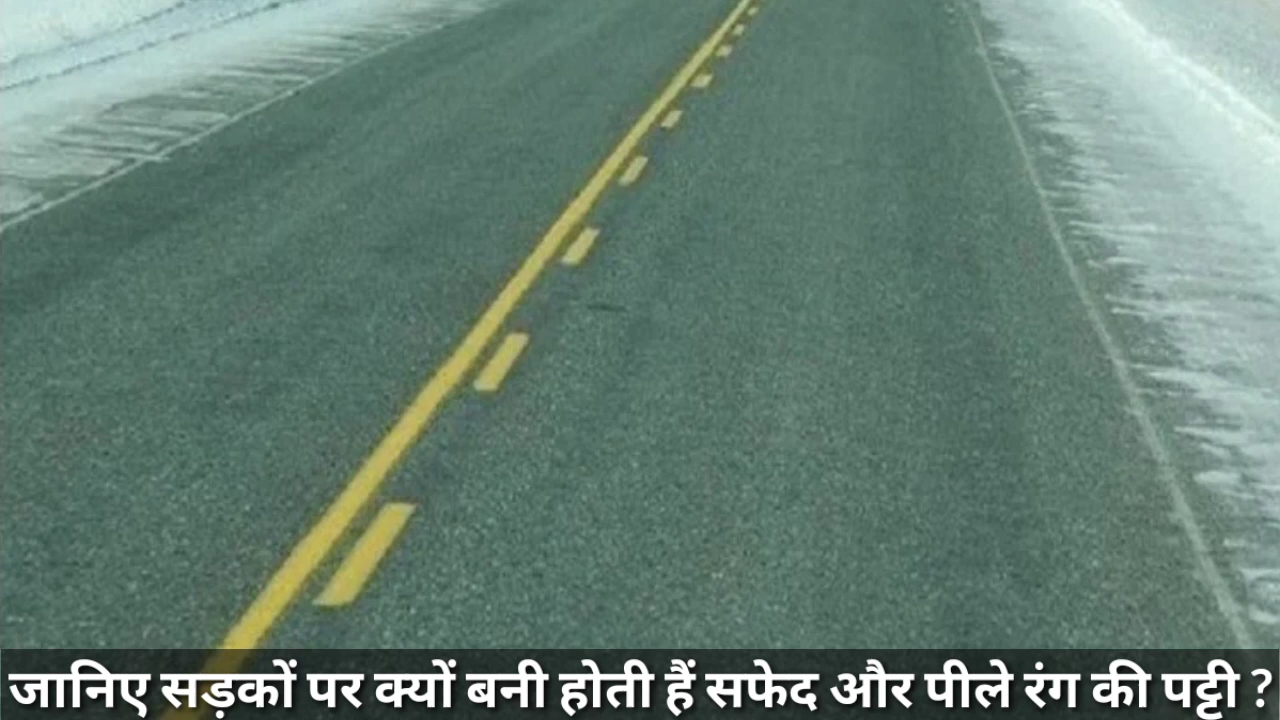 जानिए सड़कों पर क्यों बनी होती हैं सफेद और पीले रंग की पट्टी ?